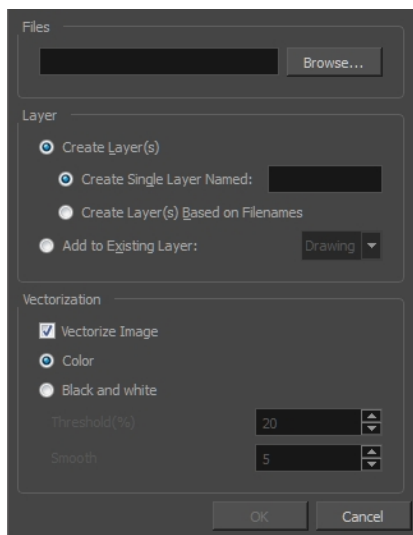 Files
Browse...
Layer
Create Layer(s)
Create Single Layer Named:
Create Layer(s) Based on Filenames
Add to Existing Layer: Drawing
Vectorization
Vectorize Image
Color
Black and white
Threshold(%) 20
Smooth 5
OK Cancel